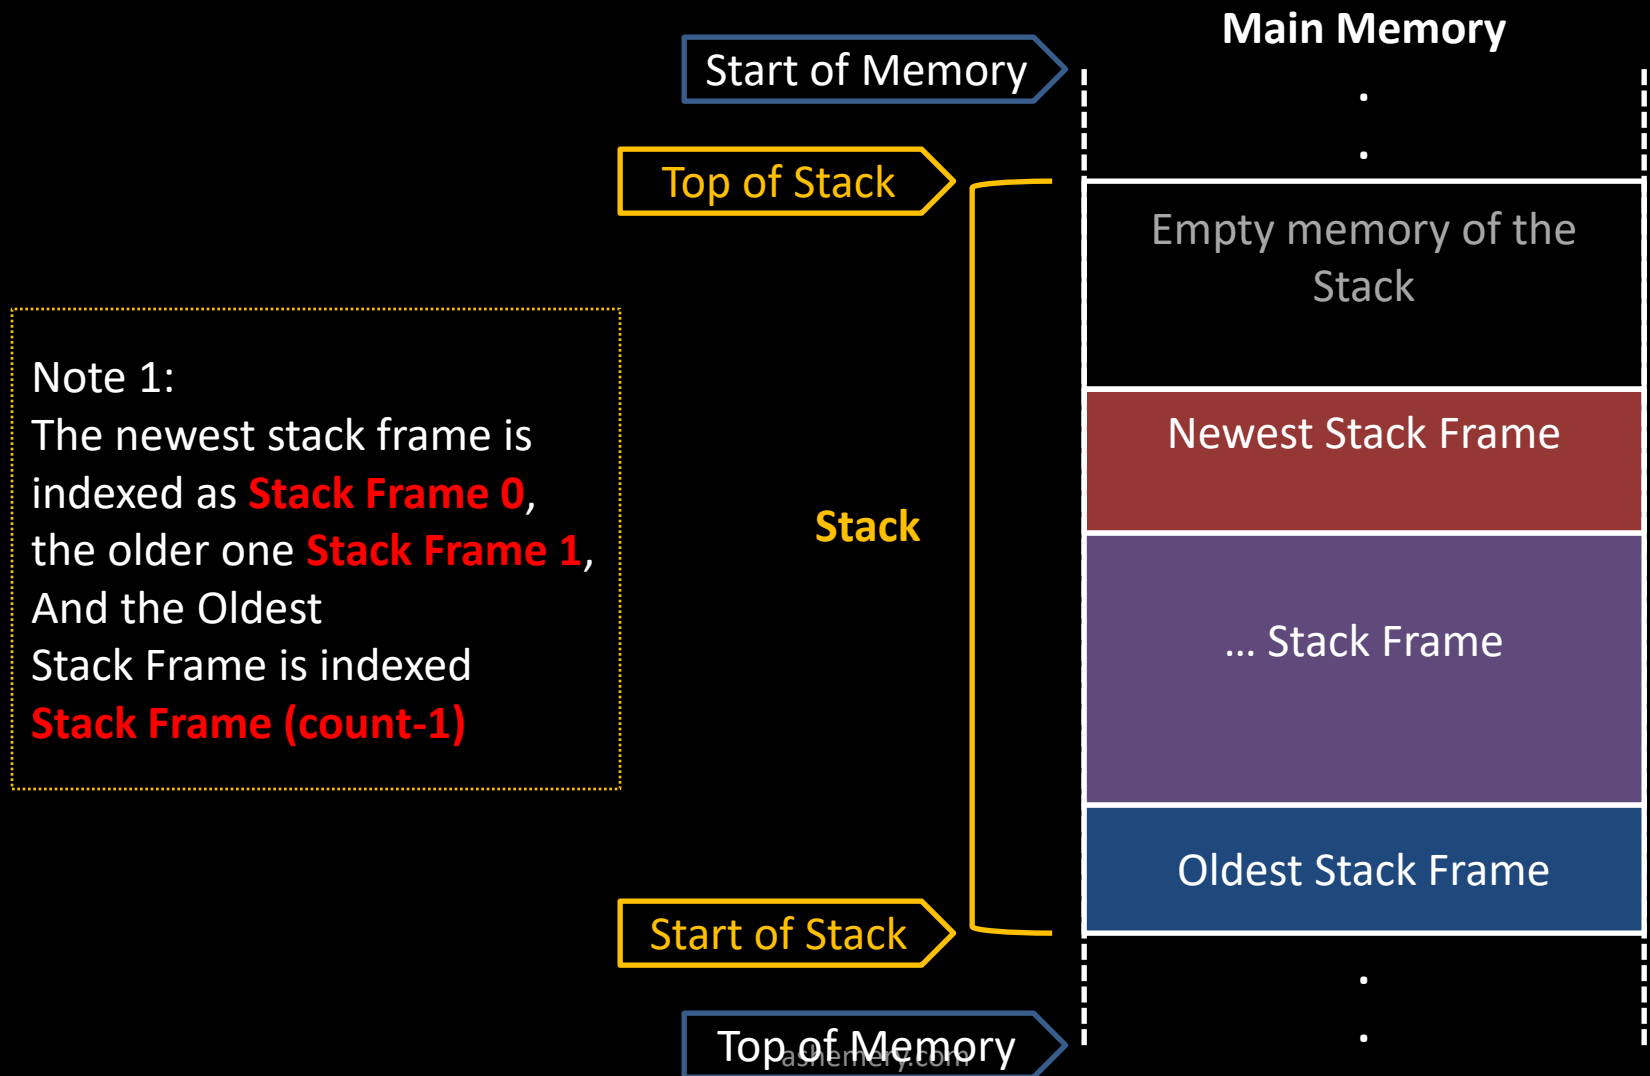 Main Memory
Start of Memory
.
.
Top of Stack
Empty memory of the
Stack
Note 1:
The newest stack frame is
indexed as Stack Frame 0,
the older one Stack Frame 1,
And the Oldest
Stack Frame is indexed
Stack Frame (count-1)
Newest Stack Frame
Stack
... Stack Frame
Oldest Stack Frame
Start of Stack
.
.
Top of Memory
ashemery.com